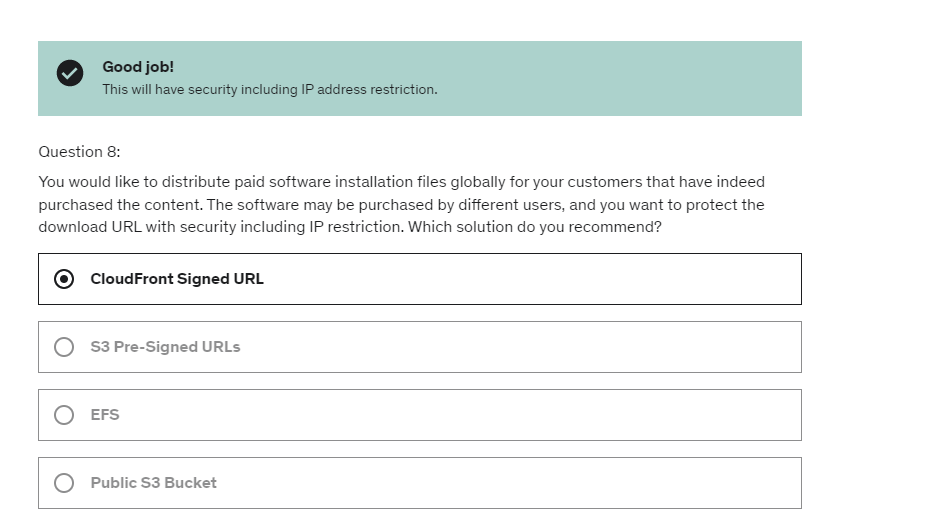 Good job!
This will have security including IP address restriction.
Question 8:
You would like to distribute paid software installation files globally for your customers that have indeed
purchased the content. The software may be purchased by different users, and you want to protect the
download URL with security including IP restriction. Which solution do you recommend?
CloudFront Signed URL
S3 Pre-Signed URLs
EFS
Public S3 Bucket